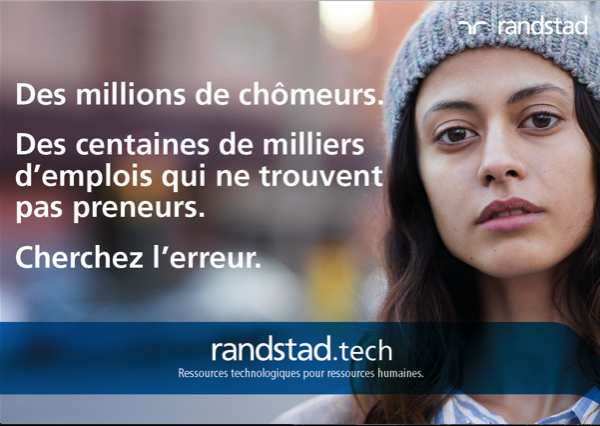 randstad
Des millions de chômeurs.
Des centaines de milliers
d’emplois qui ne trouvent
pas preneurs.
Cherchez l’erreur.
randstad.tech
Ressources technologiques pour ressources humaines.